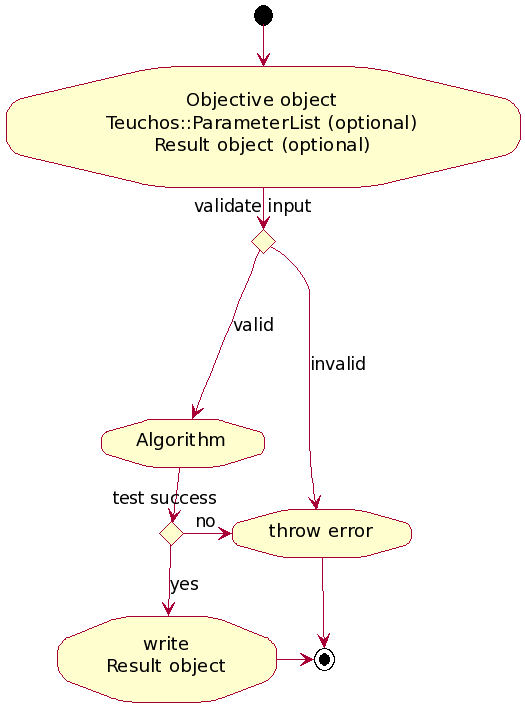 Objective object
Teuchos::ParameterList (optional)
Result object (optional)
validate input
valid
invalid
Algorithm
test success
no
throw error
yes
write
Result object